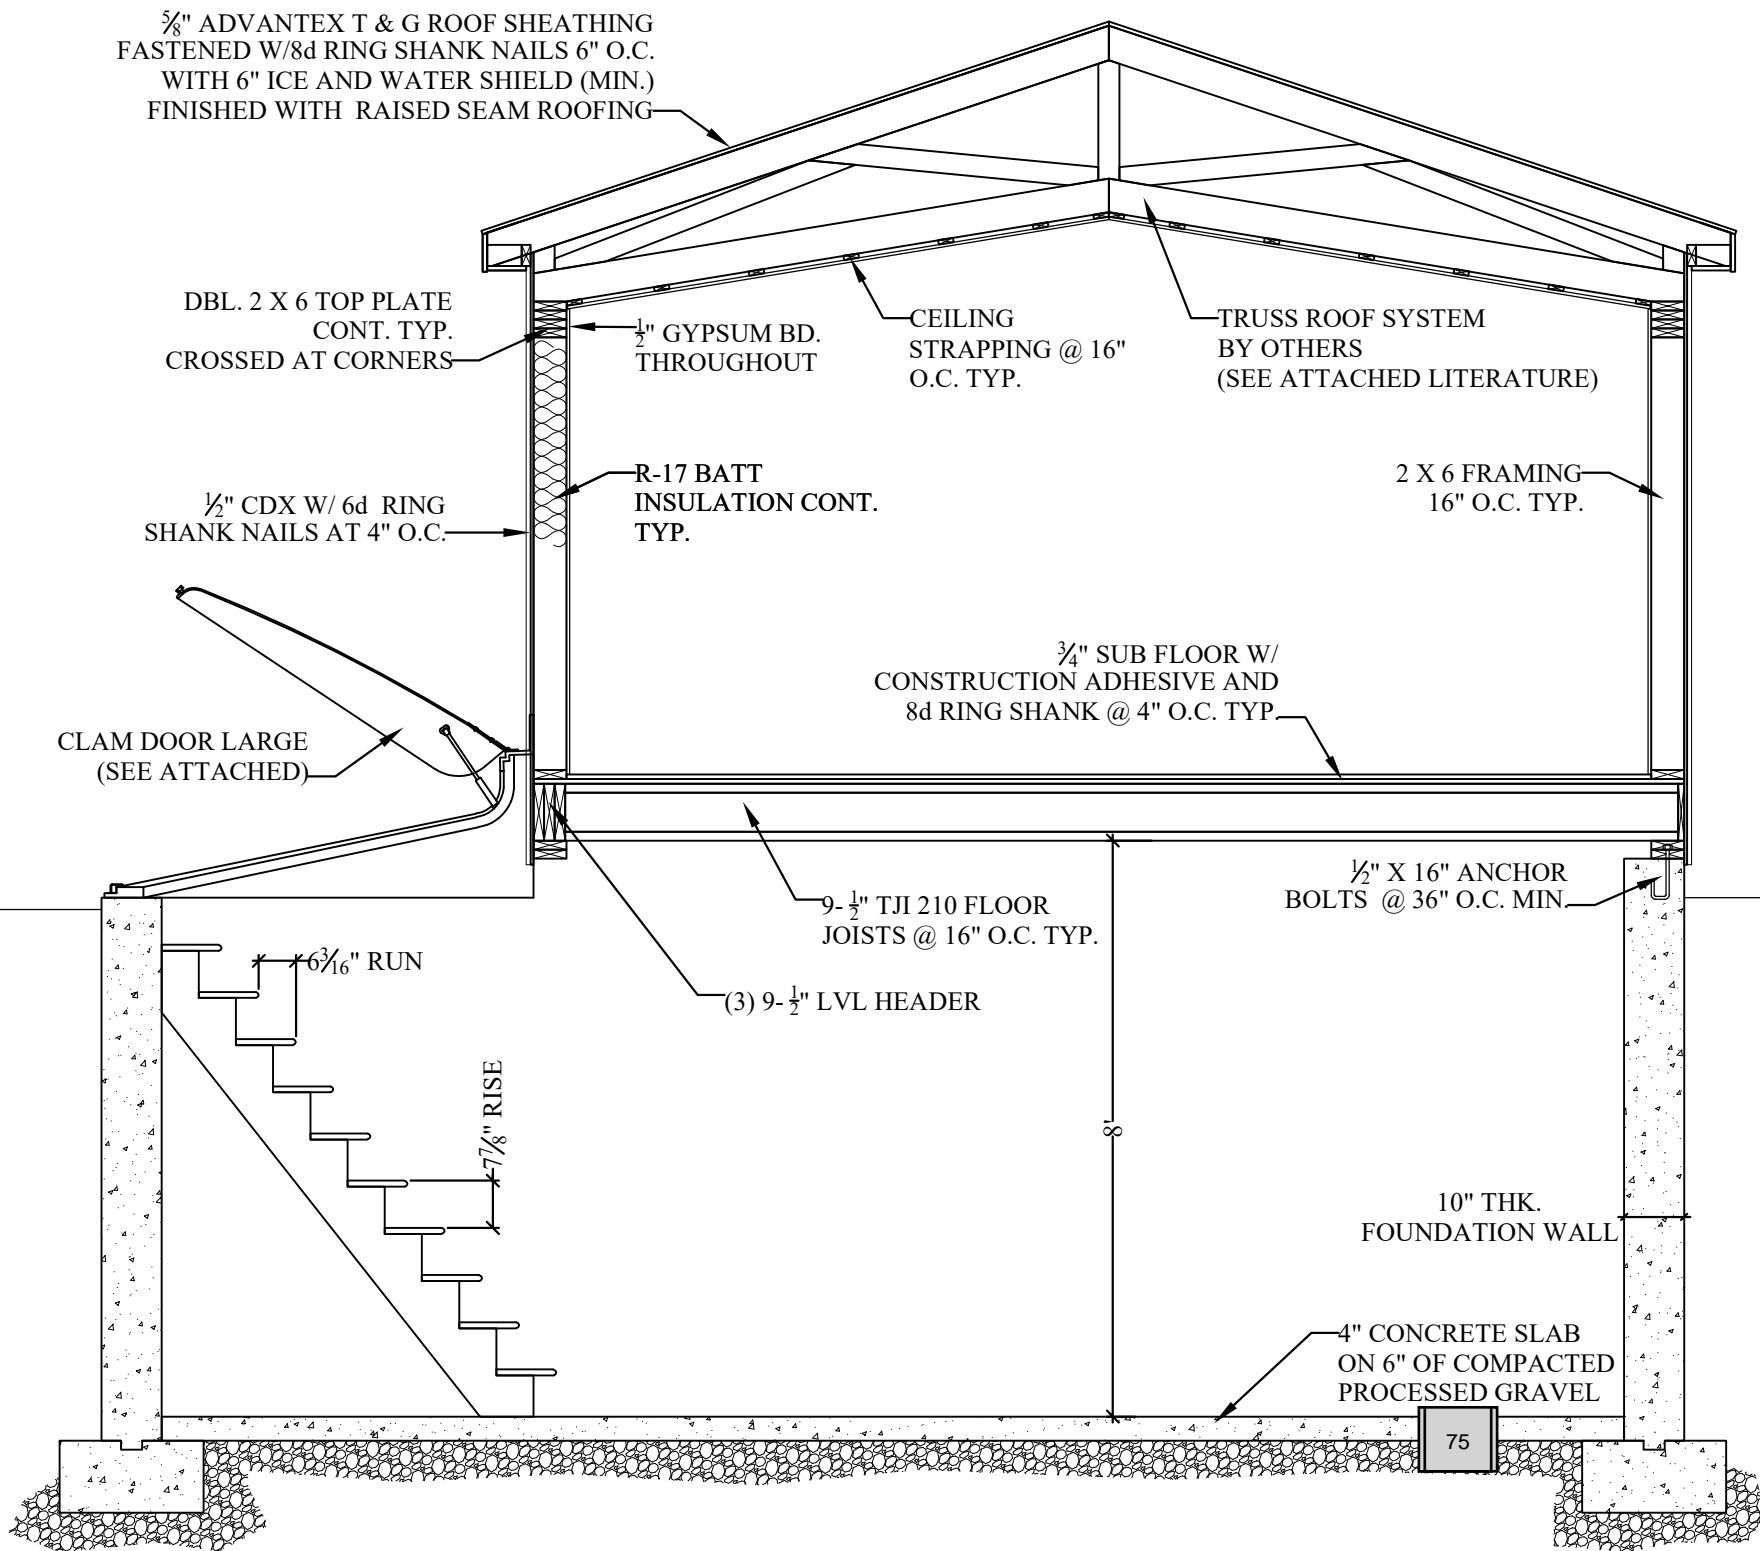 ⅝" ADVANTEX T & G ROOF SHEATHING
FASTENED W/8d RING SHANK NAILS 6" O.C.
WITH 6" ICE AND WATER SHIELD (MIN.)
FINISHED WITH RAISED SEAM ROOFING
DBL. 2 X 6 TOP PLATE
CONT. TYP.
CROSSED AT CORNERS
½" GYPSUM BD.
THROUGHOUT
CEILING
STRAPPING @ 16"
O.C. TYP.
TRUSS ROOF SYSTEM
BY OTHERS
(SEE ATTACHED LITERATURE)
½" CDX W/ 6d RING
SHANK NAILS AT 4" O.C.
R-17 BATT
INSULATION CONT.
TYP.
2 X 6 FRAMING
16" O.C. TYP.
¾" SUB FLOOR W/
CONSTRUCTION ADHESIVE AND
8d RING SHANK @ 4" O.C. TYP.
CLAM DOOR LARGE
(SEE ATTACHED)
9-½" TJI 210 FLOOR
JOISTS @ 16" O.C. TYP.
½" X 16" ANCHOR
BOLTS @ 36" O.C. MIN.
6³⁄₁₆" RUN
(3) 9-½" LVL HEADER
7⅞" RISE
8'
10" THK.
FOUNDATION WALL
4" CONCRETE SLAB
ON 6" OF COMPACTED
PROCESSED GRAVEL
75